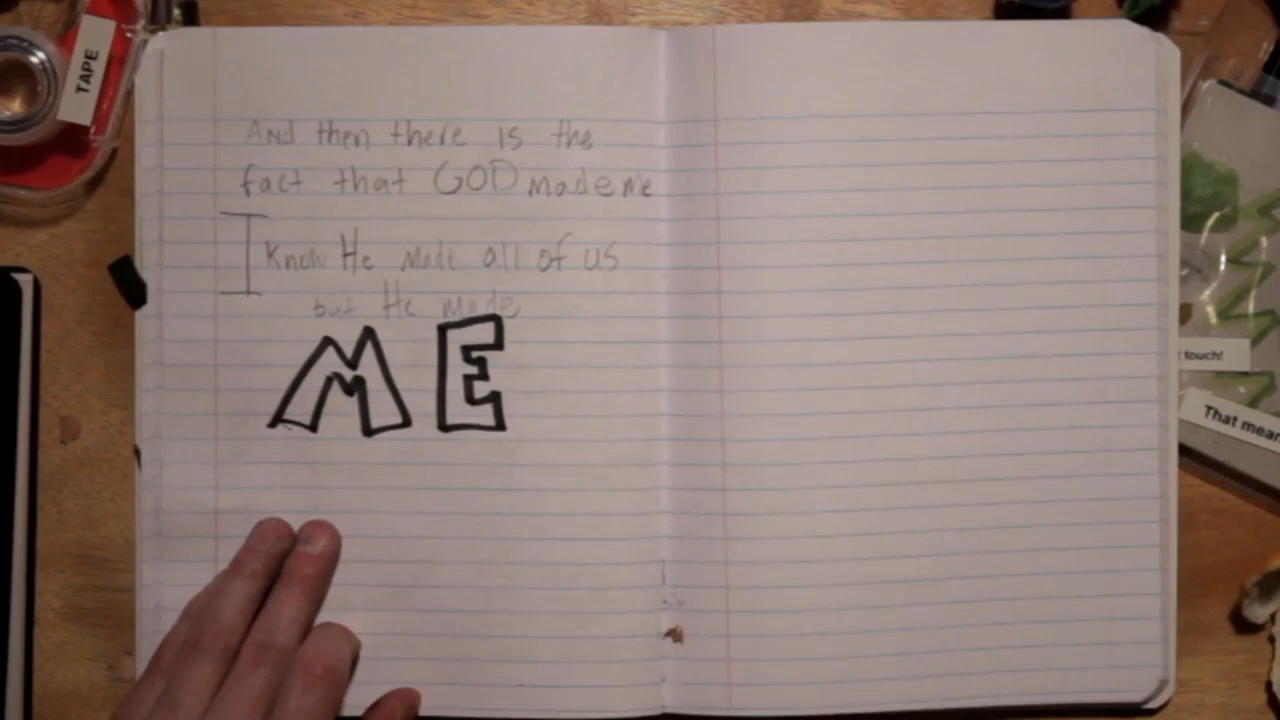 TAPE
And then there is the
fact that GOD made me
I know He made all of us
but He made
ME
touch!
That mean